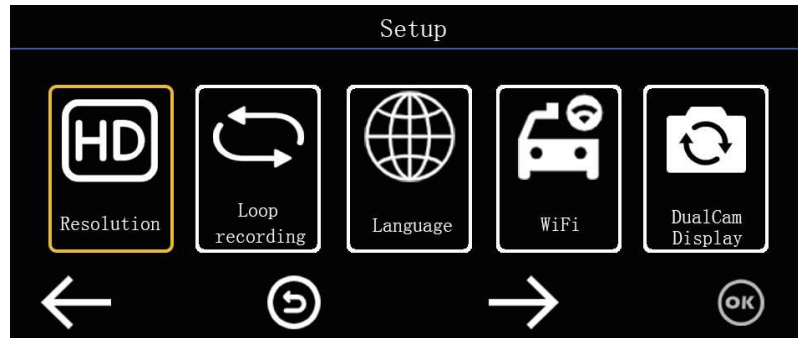 Setup
HD
Resolution
Loop
recording
Language
WiFi
DualCam
Display
OK